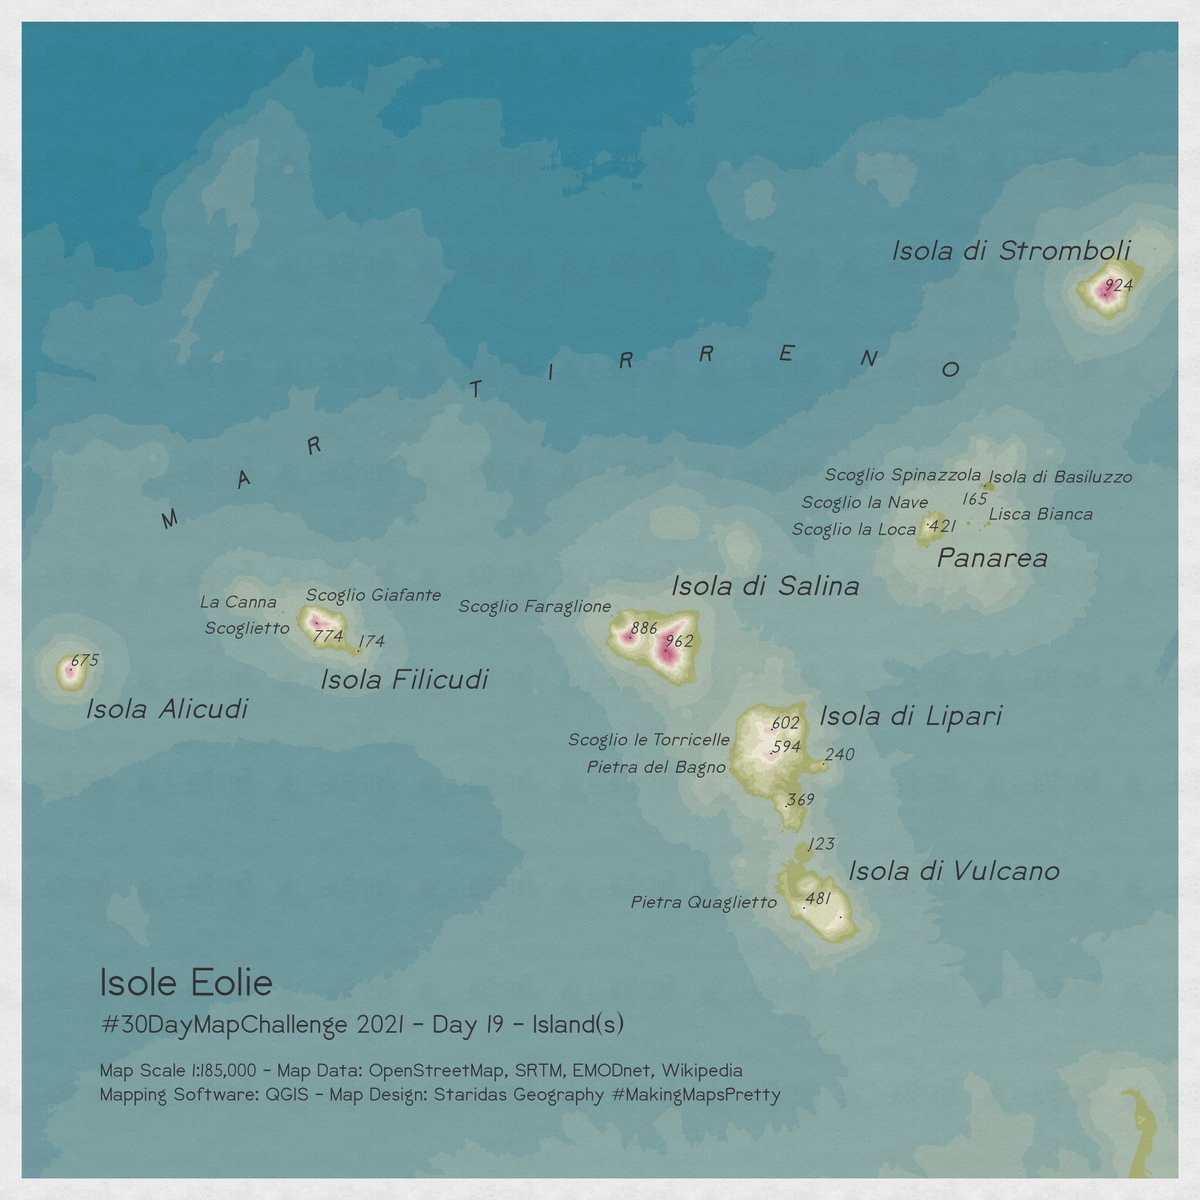 Isola di Stromboli
924
MAR TIRRENO
Scoglio Spinazzola
Isola di Basiluzzo
165
Scoglio la Nave
Lisca Bianca
Scoglio la Loca
421
Panarea
Isola di Salina
La Canna
Scoglio Giafante
Scoglio Faraglione
Scoglietto
774
174
886
962
675
Isola Filicudi
Isola Alicudi
Isola di Lipari
602
Scoglio le Torricelle
594
240
Pietra del Bagno
369
123
Isola di Vulcano
481
Pietra Quaglietto
Isole Eolie
#30DayMapChallenge 2021 - Day 19 - Island(s)
Map Scale 1:185,000 - Map Data: OpenStreetMap, SRTM, EMODnet, Wikipedia
Mapping Software: QGIS - Map Design: Staridas Geography #MakingMapsPretty